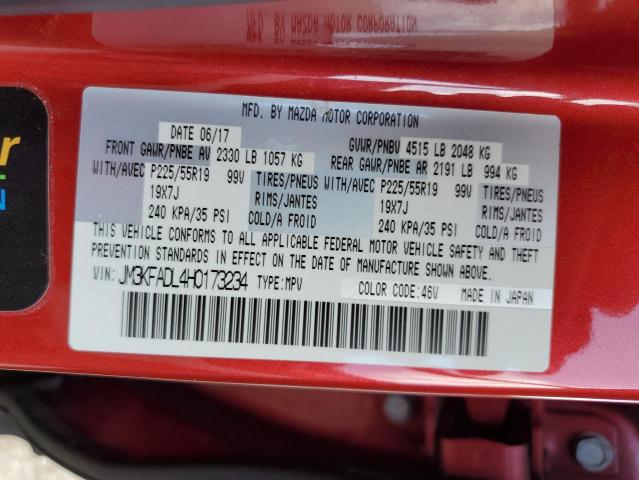 MFD. BY MAZDA MOTOR CORPORATION
MFD. BY MAZDA MOTOR CORPORATION
DATE 06/17 GVWR/PNBV 4515 LB 2048 KG
FRONT GAWR/PNBE AV 2330 LB 1057 KG REAR GAWR/PNBE AR 2191 LB 994 KG
WITH/AVEC P225/55R19 99V TIRES/PNEUS WITH/AVEC P225/55R19 99V TIRES/PNEUS
19X7J RIMS/JANTES 19X7J RIMS/JANTES
240 KPA/35 PSI COLD/A FROID 240 KPA/35 PSI COLD/A FROID
THIS VEHICLE CONFORMS TO ALL APPLICABLE FEDERAL MOTOR VEHICLE SAFETY AND THEFT
PREVENTION STANDARDS IN EFFECT ON THE DATE OF MANUFACTURE SHOWN ABOVE.
VIN: JM3KFADL4H0173234 TYPE:MPV COLOR CODE:46V MADE IN JAPAN